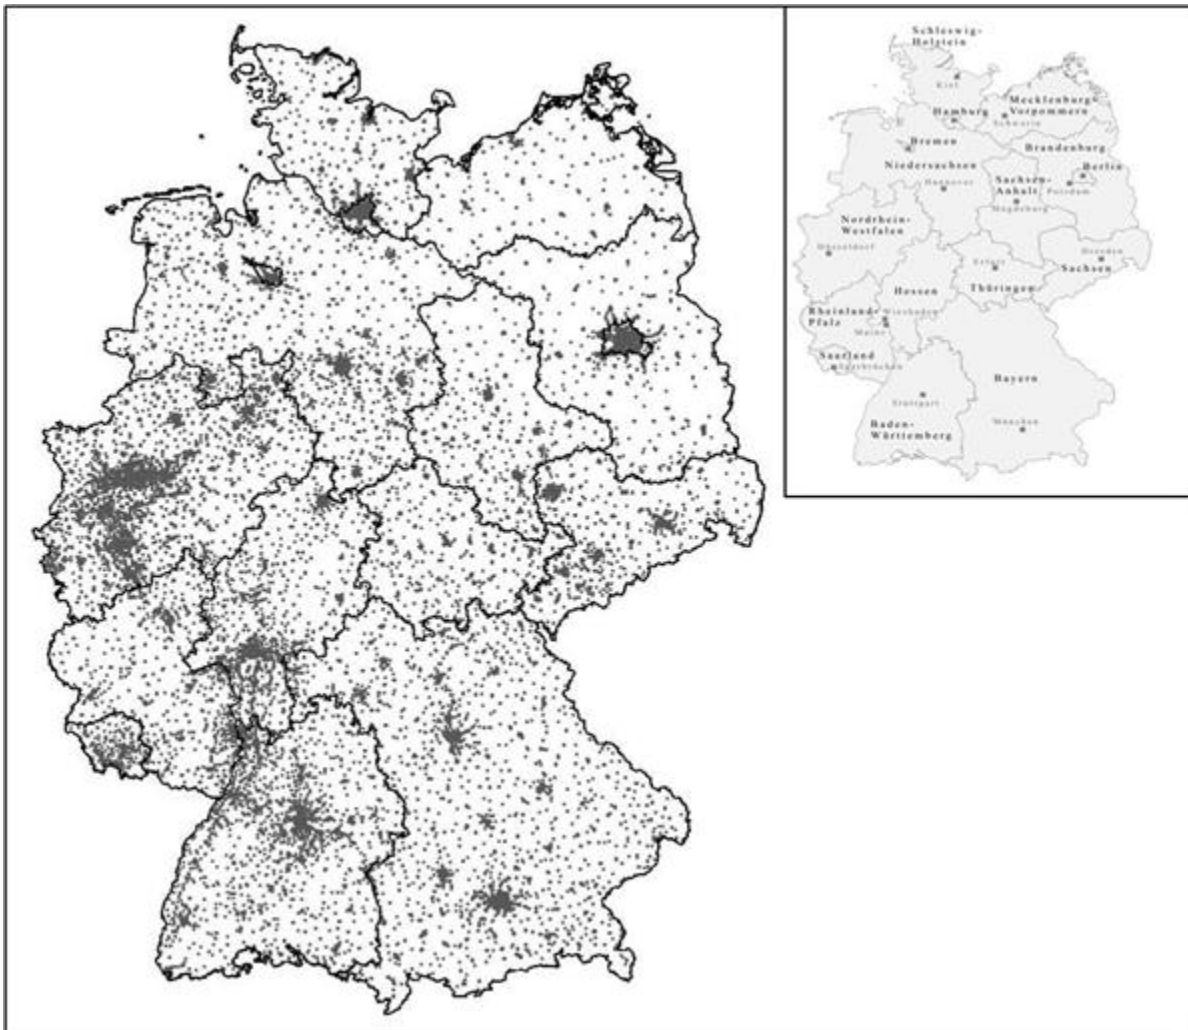 Schleswig-
Holstein
Kiel
Mecklenburg-
Vorpommern
Hamburg
Schwerin
Bremen
Brandenburg
Niedersachsen
Berlin
Hannover
Sachsen-
Anhalt
Potsdam
Magdeburg
Nordrhein-
Westfalen
Düsseldorf
Dresden
Erfurt
Sachsen
Hessen
Thüringen
Rheinland-
Pfalz
Wiesbaden
Mainz
Saarland
Saarbrücken
Bayern
Stuttgart
München
Baden-
Württemberg